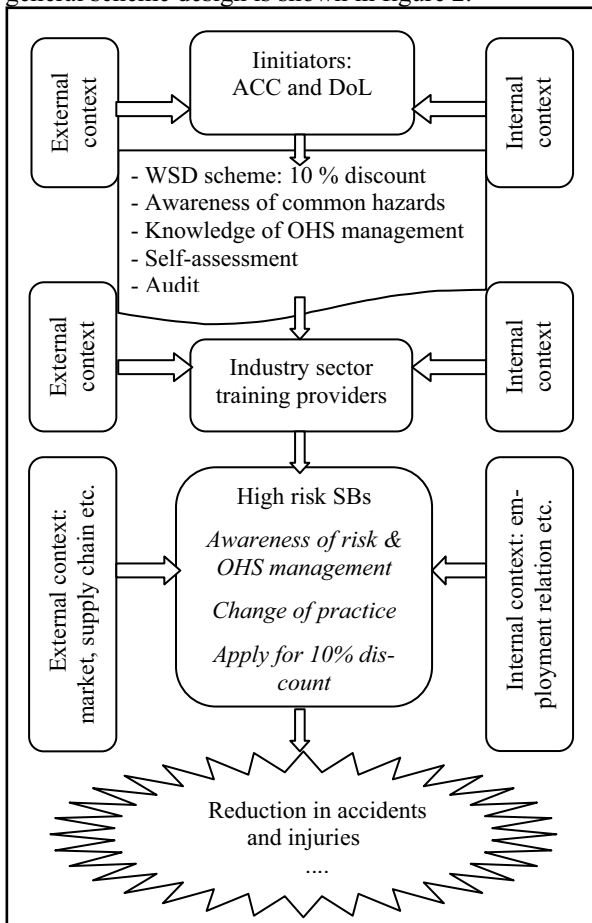 general scheme design is shown in figure 2.
Iinitiators:
ACC and DoL
External
context
Internal
context
- WSD scheme: 10 % discount
- Awareness of common hazards
- Knowledge of OHS management
- Self-assessment
- Audit
External
context
Industry sector
training providers
Internal
context
External context:
market, supply chain etc.
High risk SBs
Awareness of risk &
OHS management
Change of practice
Apply for 10% dis-
count
Internal context: em-
ployment relation etc.
Reduction in accidents
and injuries
....